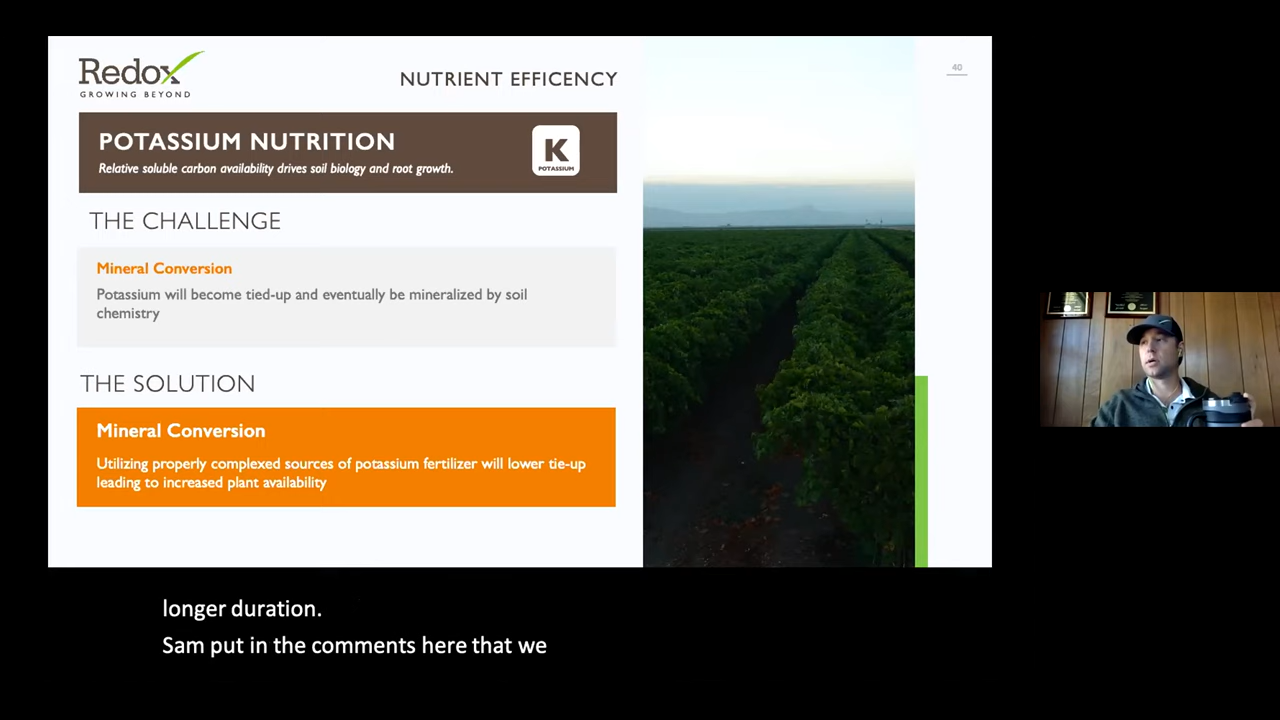 Redox
GROWING BEYOND
NUTRIENT EFFICENCY
40
POTASSIUM NUTRITION
Relative soluble carbon availability drives soil biology and root growth.
K
POTASSIUM
THE CHALLENGE
Mineral Conversion
Potassium will become tied-up and eventually be mineralized by soil
chemistry
THE SOLUTION
Mineral Conversion
Utilizing properly complexed sources of potassium fertilizer will lower tie-up
leading to increased plant availability
longer duration.
Sam put in the comments here that we